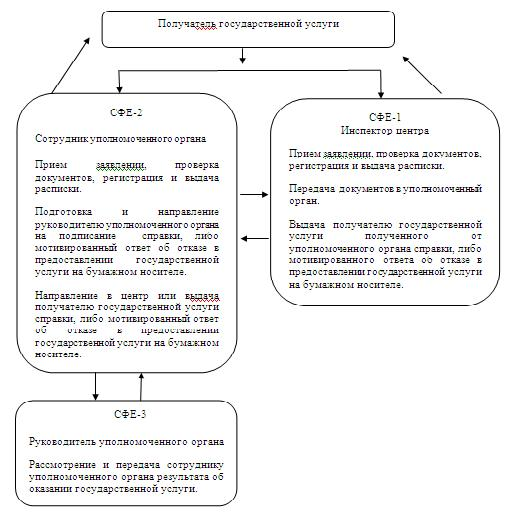 Получатель государственной услуги
СФЕ-2
Сотрудник уполномоченного органа
Прием заявлении, проверка
документов, регистрация и выдача
расписки.
Подготовка и направление
руководителю уполномоченного органа
на подписание справки, либо
мотивированный ответ об отказе в
предоставлении государственной
услуги на бумажном носителе.
Направление в центр или выдача
получателю государственной услуги
справки, либо мотивированный ответ
об отказе в предоставлении
государственной услуги на бумажном
носителе.
СФЕ-1
Инспектор центра
Прием заявлении, проверка документов,
регистрация и выдача расписки.
Передача документов в уполномоченный
орган.
Выдача получателю государственной
услуги полученного от
уполномоченного органа справки, либо
мотивированного ответа об отказе в
предоставлении государственной услуги
на бумажном носителе.
СФЕ-3
Руководитель уполномоченного органа
Рассмотрение и передача сотруднику
уполномоченного органа результата об
оказании государственной услуги.